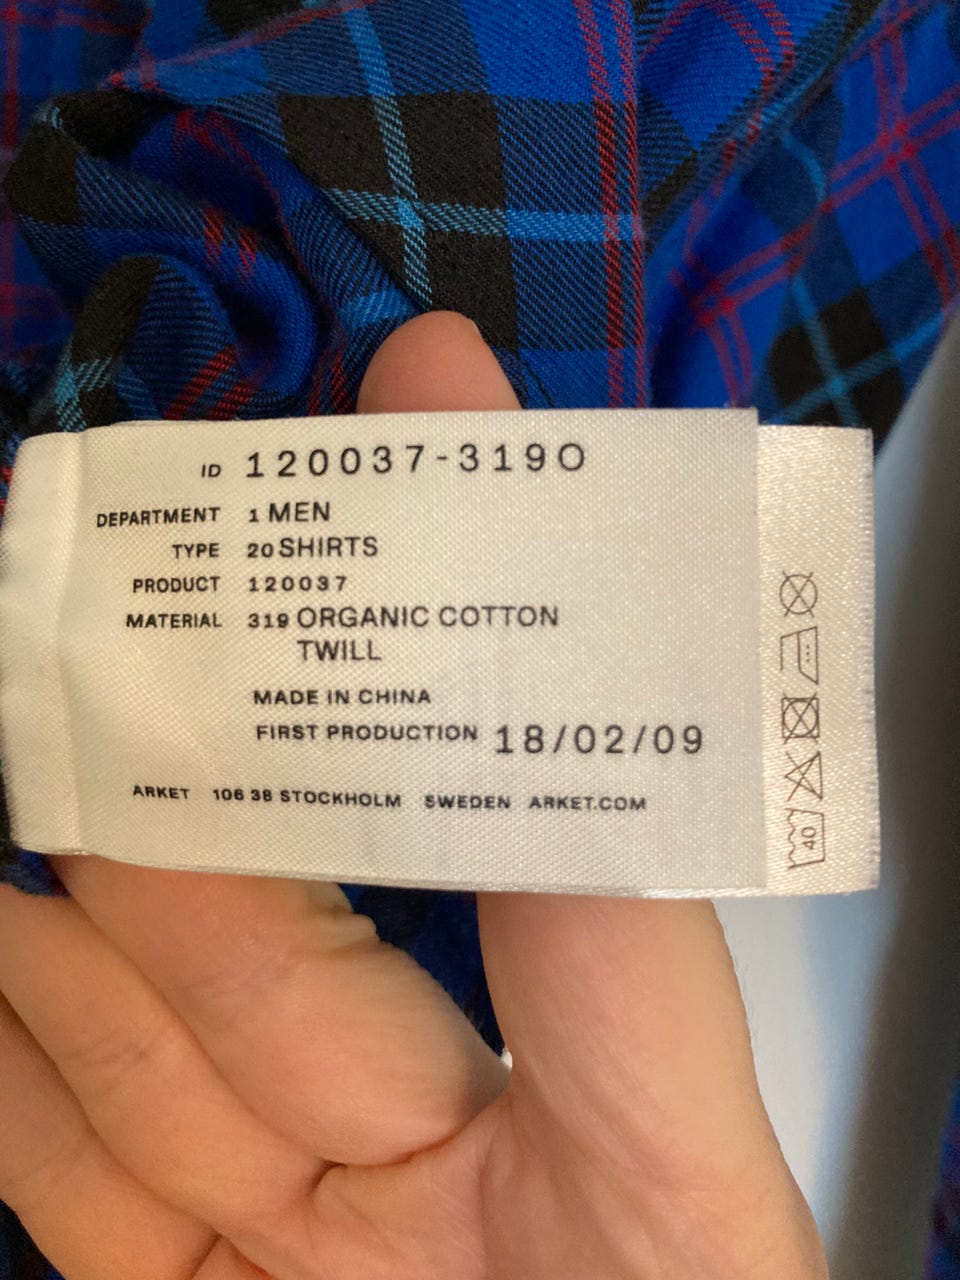 ID 120037-319O
DEPARTMENT 1 MEN
TYPE 20 SHIRTS
PRODUCT 120037
MATERIAL 319 ORGANIC COTTON
TWILL
MADE IN CHINA
FIRST PRODUCTION 18/02/09
ARKET 106 38 STOCKHOLM SWEDEN ARKET.COM
40